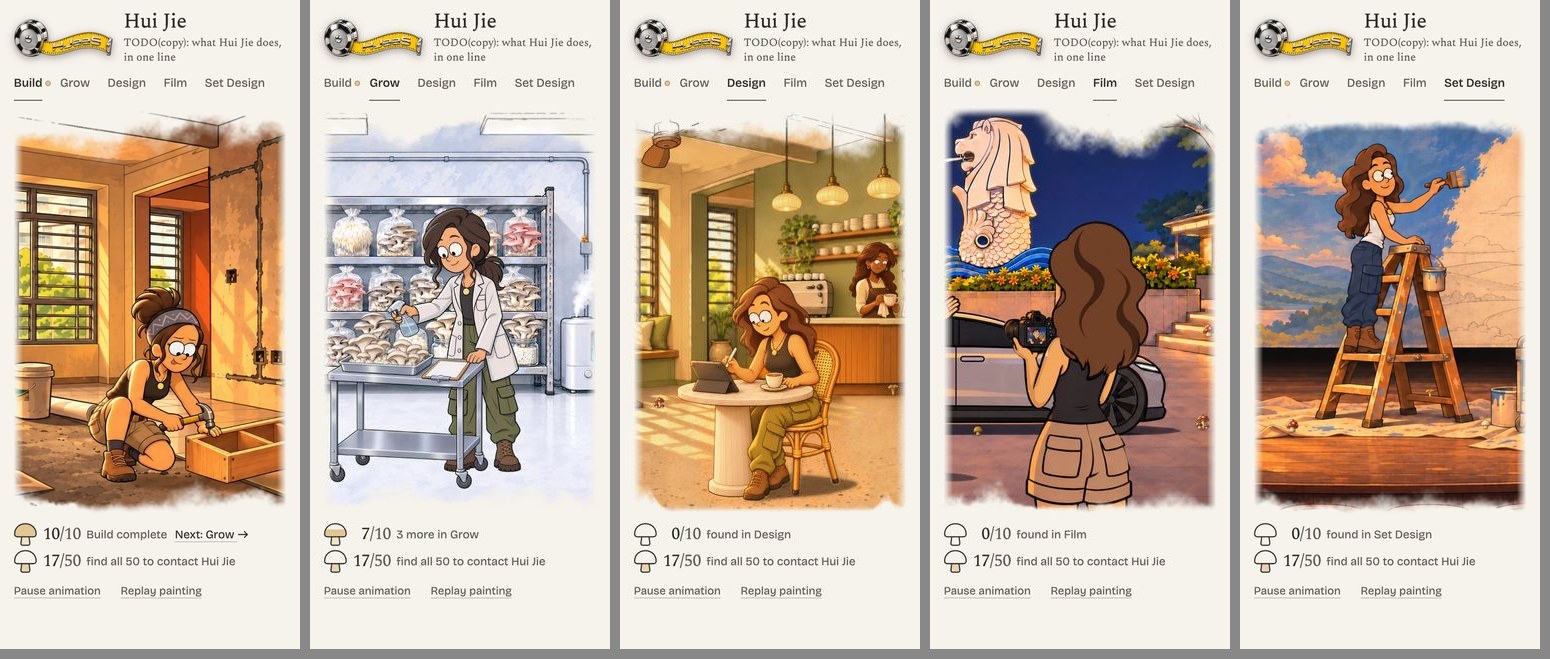 Hui Jie
TODO(copy): what Hui Jie does,
in one line
Build Grow Design Film Set Design
10/10 Build complete Next: Grow →
17/50 find all 50 to contact Hui Jie
Pause animation Replay painting
Hui Jie
TODO(copy): what Hui Jie does,
in one line
Build Grow Design Film Set Design
7/10 3 more in Grow
17/50 find all 50 to contact Hui Jie
Pause animation Replay painting
Hui Jie
TODO(copy): what Hui Jie does,
in one line
Build Grow Design Film Set Design
0/10 found in Design
17/50 find all 50 to contact Hui Jie
Pause animation Replay painting
Hui Jie
TODO(copy): what Hui Jie does,
in one line
Build Grow Design Film Set Design
0/10 found in Film
17/50 find all 50 to contact Hui Jie
Pause animation Replay painting
Hui Jie
TODO(copy): what Hui Jie does,
in one line
Build Grow Design Film Set Design
0/10 found in Set Design
17/50 find all 50 to contact Hui Jie
Pause animation Replay painting